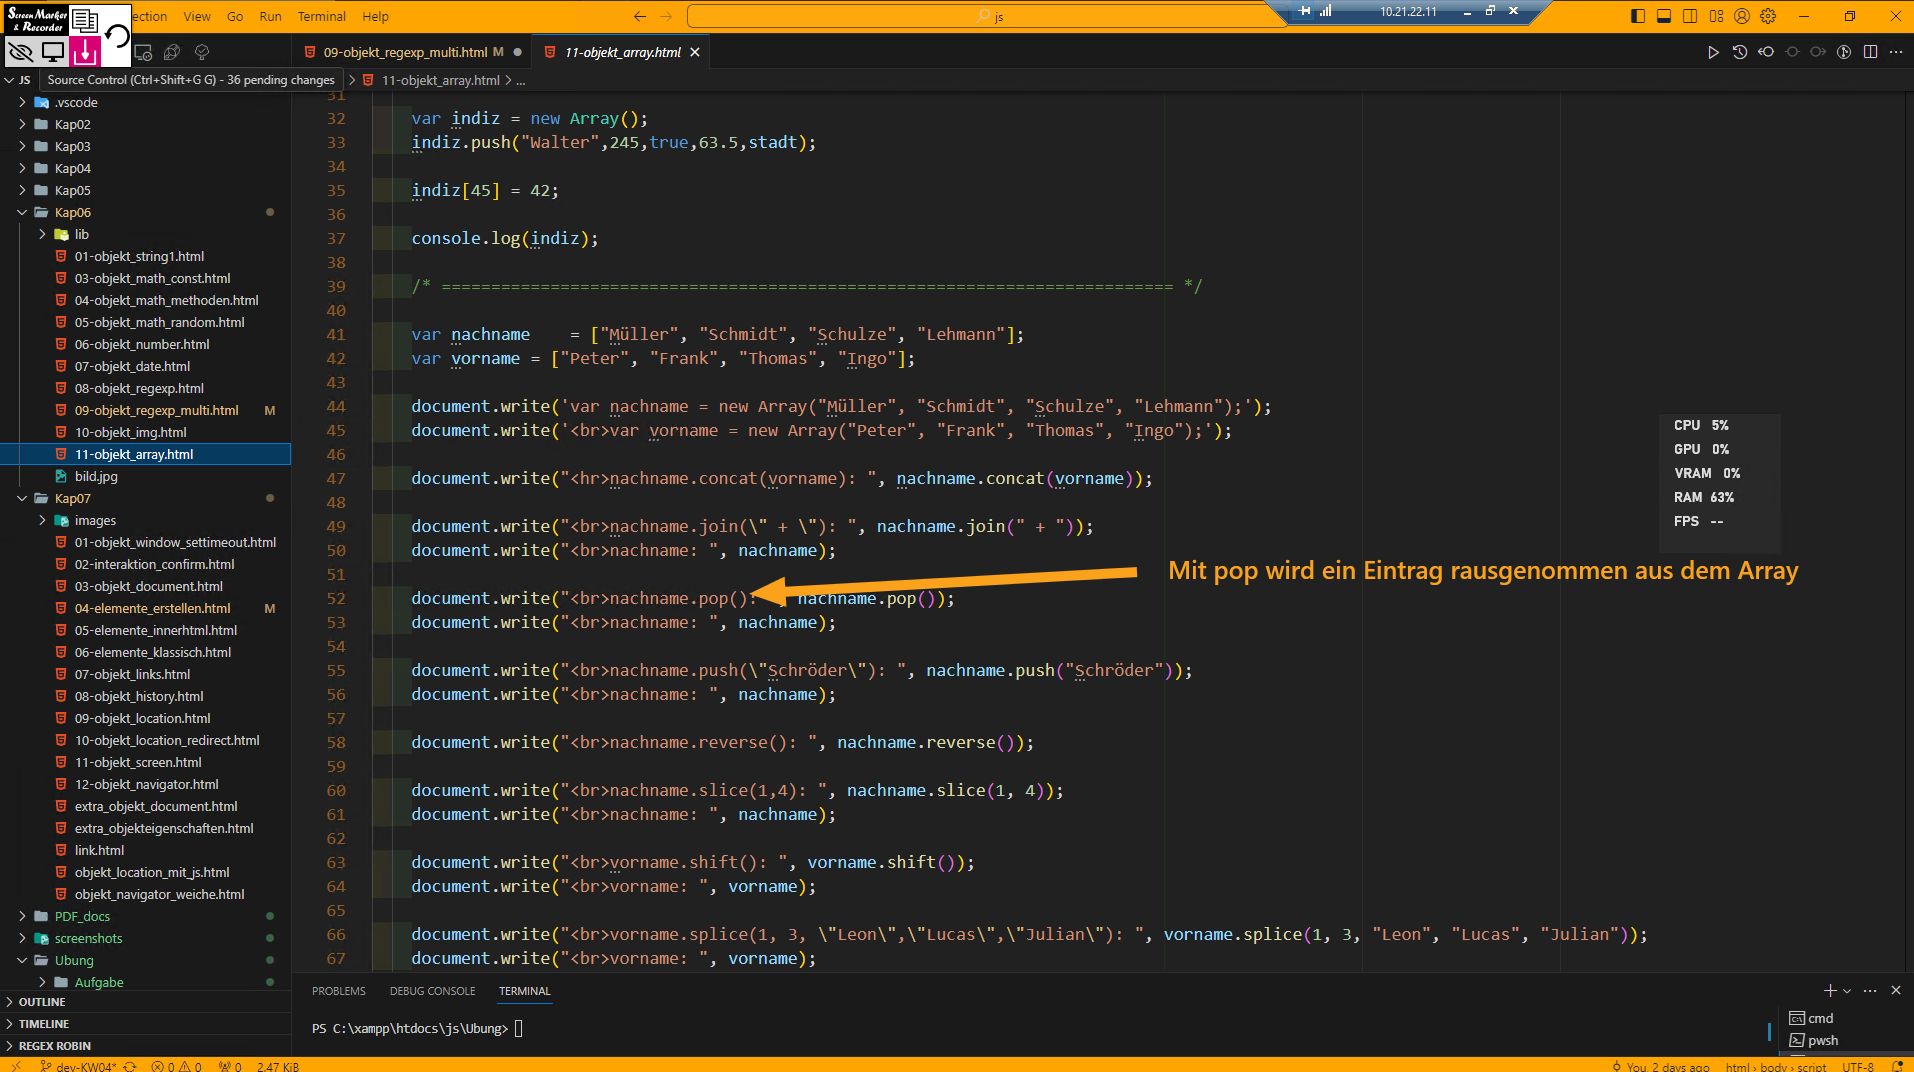 Screen Marker
& Recorder
ection View Go Run Terminal Help
js
10.21.22.11
09-objekt_regexp_multi.html M
11-objekt_array.html
JS
Source Control (Ctrl+Shift+G G) - 36 pending changes
11-objekt_array.html > ...
.vscode
Kap02
Kap03
Kap04
Kap05
Kap06
lib
01-objekt_string1.html
03-objekt_math_const.html
04-objekt_math_methoden.html
05-objekt_math_random.html
06-objekt_number.html
07-objekt_date.html
08-objekt_regexp.html
09-objekt_regexp_multi.html M
10-objekt_img.html
11-objekt_array.html
bild.jpg
Kap07
images
01-objekt_window_settimeout.html
02-interaktion_confirm.html
03-objekt_document.html
04-elemente_erstellen.html M
05-elemente_innerhtml.html
06-elemente_klassisch.html
07-objekt_links.html
08-objekt_history.html
09-objekt_location.html
10-objekt_location_redirect.html
11-objekt_screen.html
12-objekt_navigator.html
extra_objekt_document.html
extra_objekteigenschaften.html
link.html
objekt_location_mit_js.html
objekt_navigator_weiche.html
PDF_docs
screenshots
Ubung
Aufgabe
OUTLINE
TIMELINE
REGEX ROBIN
31
32 var indiz = new Array();
33 indiz.push("Walter",245,true,63.5,stadt);
34
35 indiz[45] = 42;
36
37 console.log(indiz);
38
39 /* ========================================================================== */
40
41 var nachname    = ["Müller", "Schmidt", "Schulze", "Lehmann"];
42 var vorname = ["Peter", "Frank", "Thomas", "Ingo"];
43
44 document.write('var nachname = new Array("Müller", "Schmidt", "Schulze", "Lehmann");');
45 document.write('<br>var vorname = new Array("Peter", "Frank", "Thomas", "Ingo");');
46
47 document.write("<hr>nachname.concat(vorname): ", nachname.concat(vorname));
48
49 document.write("<br>nachname.join(\" + \"): ", nachname.join(" + "));
50 document.write("<br>nachname: ", nachname);
51
52 document.write("<br>nachname.pop(): , nachname.pop());
53 document.write("<br>nachname: ", nachname);
54
55 document.write("<br>nachname.push(\"Schröder\"): ", nachname.push("Schröder"));
56 document.write("<br>nachname: ", nachname);
57
58 document.write("<br>nachname.reverse(): ", nachname.reverse());
59
60 document.write("<br>nachname.slice(1,4): ", nachname.slice(1, 4));
61 document.write("<br>nachname: ", nachname);
62
63 document.write("<br>vorname.shift(): ", vorname.shift());
64 document.write("<br>vorname: ", vorname);
65
66 document.write("<br>vorname.splice(1, 3, \"Leon\",\"Lucas\",\"Julian\"): ", vorname.splice(1, 3, "Leon", "Lucas", "Julian"));
67 document.write("<br>vorname: ", vorname);
Mit pop wird ein Eintrag rausgenommen aus dem Array
CPU 5%
GPU 0%
VRAM 0%
RAM 63%
FPS --
PROBLEMS DEBUG CONSOLE TERMINAL
PS C:\xampp\htdocs\js\Ubung>
cmd
pwsh
dev-KW04* 0 0 0 2.47 KiB
You, 2 days ago html > body > script UTF-8